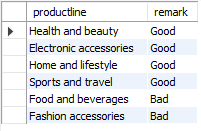 productline remark
Health and beauty Good
Electronic accessories Good
Home and lifestyle Good
Sports and travel Good
Food and beverages Bad
Fashion accessories Bad